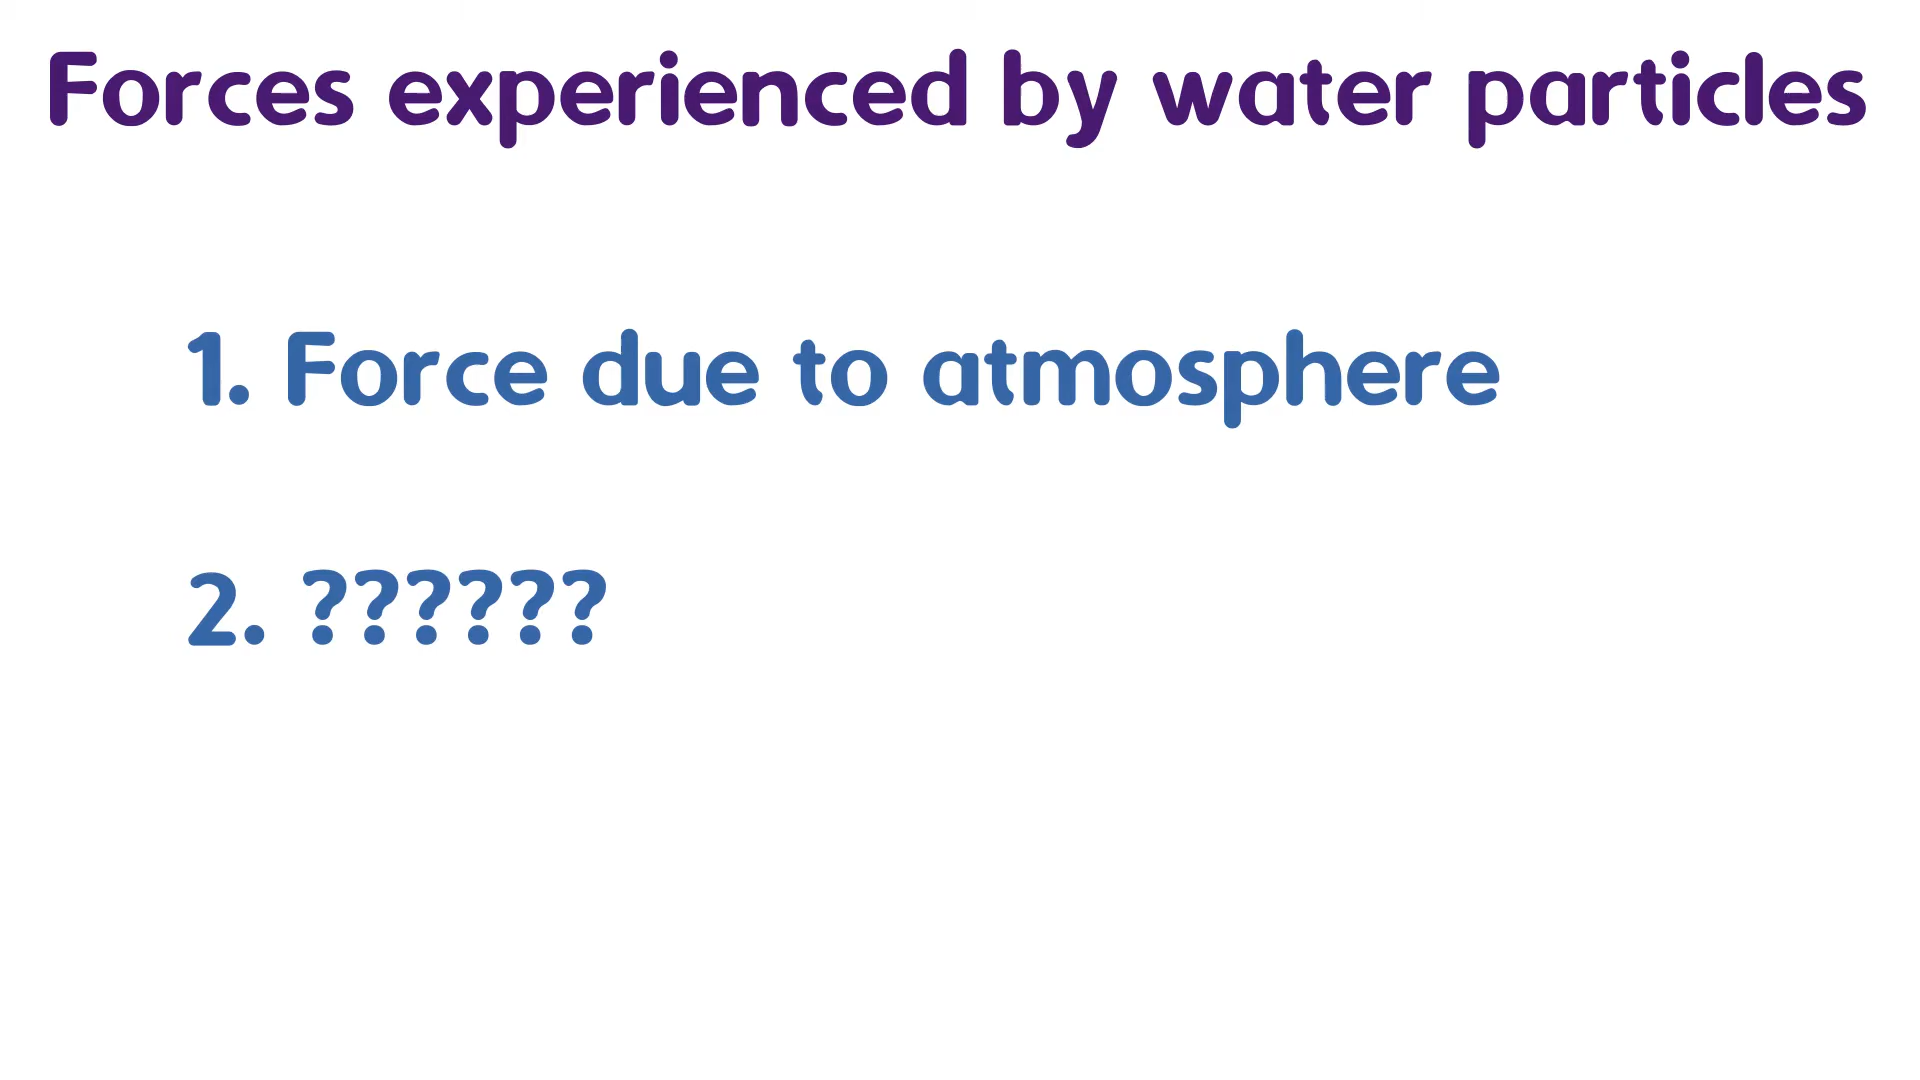 Forces experienced by water particles
1. Force due to atmosphere
2. ??????